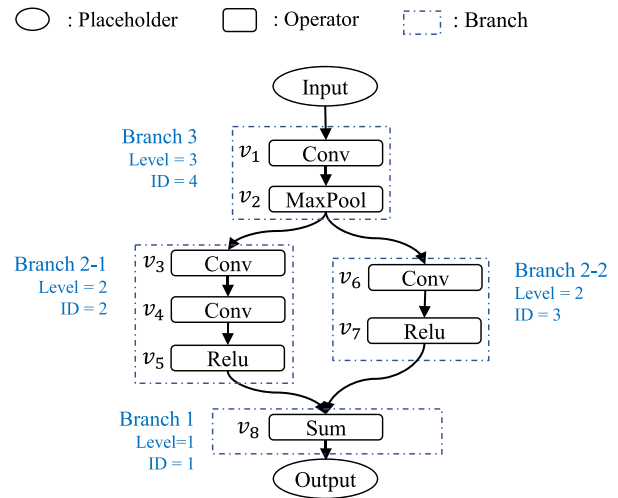 : Placeholder : Operator : Branch
Input
Branch 3
Level = 3
ID = 4
v1 Conv
v2 MaxPool
Branch 2-1
Level = 2
ID = 2
v3 Conv
v4 Conv
v5 Relu
v6 Conv
v7 Relu
Branch 2-2
Level = 2
ID = 3
Branch 1
Level=1
ID = 1
v8 Sum
Output